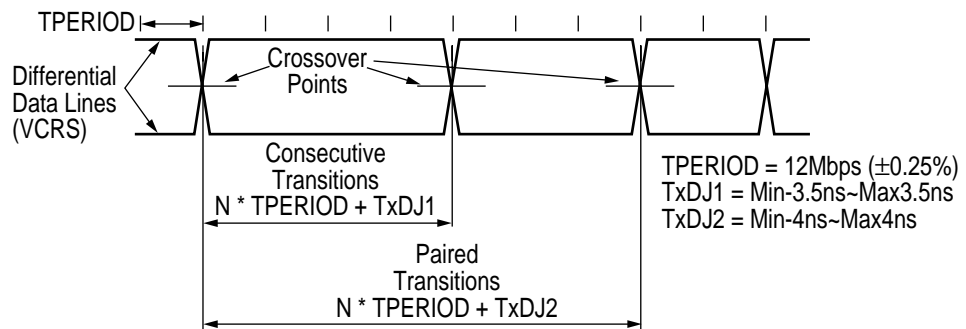 TPERIOD
Differential
Data Lines
(VCRS)
Crossover
Points
Consecutive
Transitions
N * TPERIOD + TxDJ1
Paired
Transitions
N * TPERIOD + TxDJ2
TPERIOD = 12Mbps (±0.25%)
TxDJ1 = Min-3.5ns~Max3.5ns
TxDJ2 = Min-4ns~Max4ns